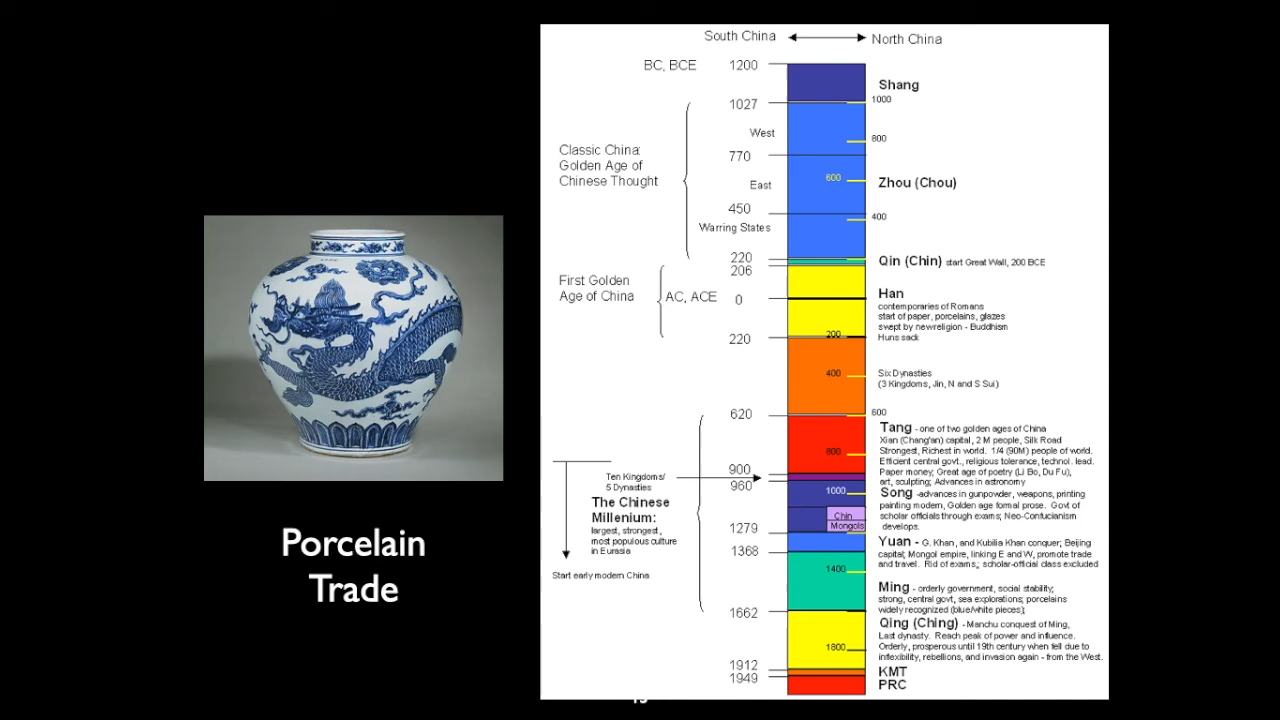 Porcelain
Trade
South China
North China
BC, BCE
1200
Shang
1000
1027
West
800
Classic China:
Golden Age of
Chinese Thought
770
600
Zhou (Chou)
East
450
400
Warring States
220
Qin (Chin) start Great Wall, 200 BCE
206
First Golden
Age of China
AC, ACE
0
Han
contemporaries of Romans
start of paper, porcelains, glazes
swept by newreligion - Buddhism
Huns sack
200
220
400
Six Dynasties
(3 Kingdoms, Jin, N and S Sui)
600
620
Tang - one of two golden ages of China
Xian (Chang'an) capital, 2 M people, Silk Road
Strongest, Richest in world. 1/4 (90M) people of world.
Efficient central govt., religious tolerance, technol. lead.
Paper money; Great age of poetry (Li Bo, Du Fu),
art, sculpting; Advances in astronomy
800
900
Ten Kingdoms/
5 Dynasties
960
1000
Song -advances in gunpowder, weapons, printing
painting modern, Golden age formal prose. Govt of
scholar officials through exams; Neo-Confucianism
develops.
Chin
Mongols
The Chinese
Millenium:
largest, strongest,
most populous culture
in Eurasia
1279
Yuan - G. Khan, and Kubilia Khan conquer; Beijing
capital; Mongol empire, linking E and W, promote trade
and travel. Rid of exams,; scholar-official class excluded
1368
Start early modern China
1400
Ming - orderly government, social stability;
strong, central govt, sea explorations; porcelains
widely recognized (blue/white pieces);
1662
Qing (Ching) - Manchu conquest of Ming,
Last dynasty. Reach peak of power and influence.
Orderly, prosperous until 19th century when fell due to
inflexibility, rebellions, and invasion again - from the West.
1800
1912
KMT
1949
PRC